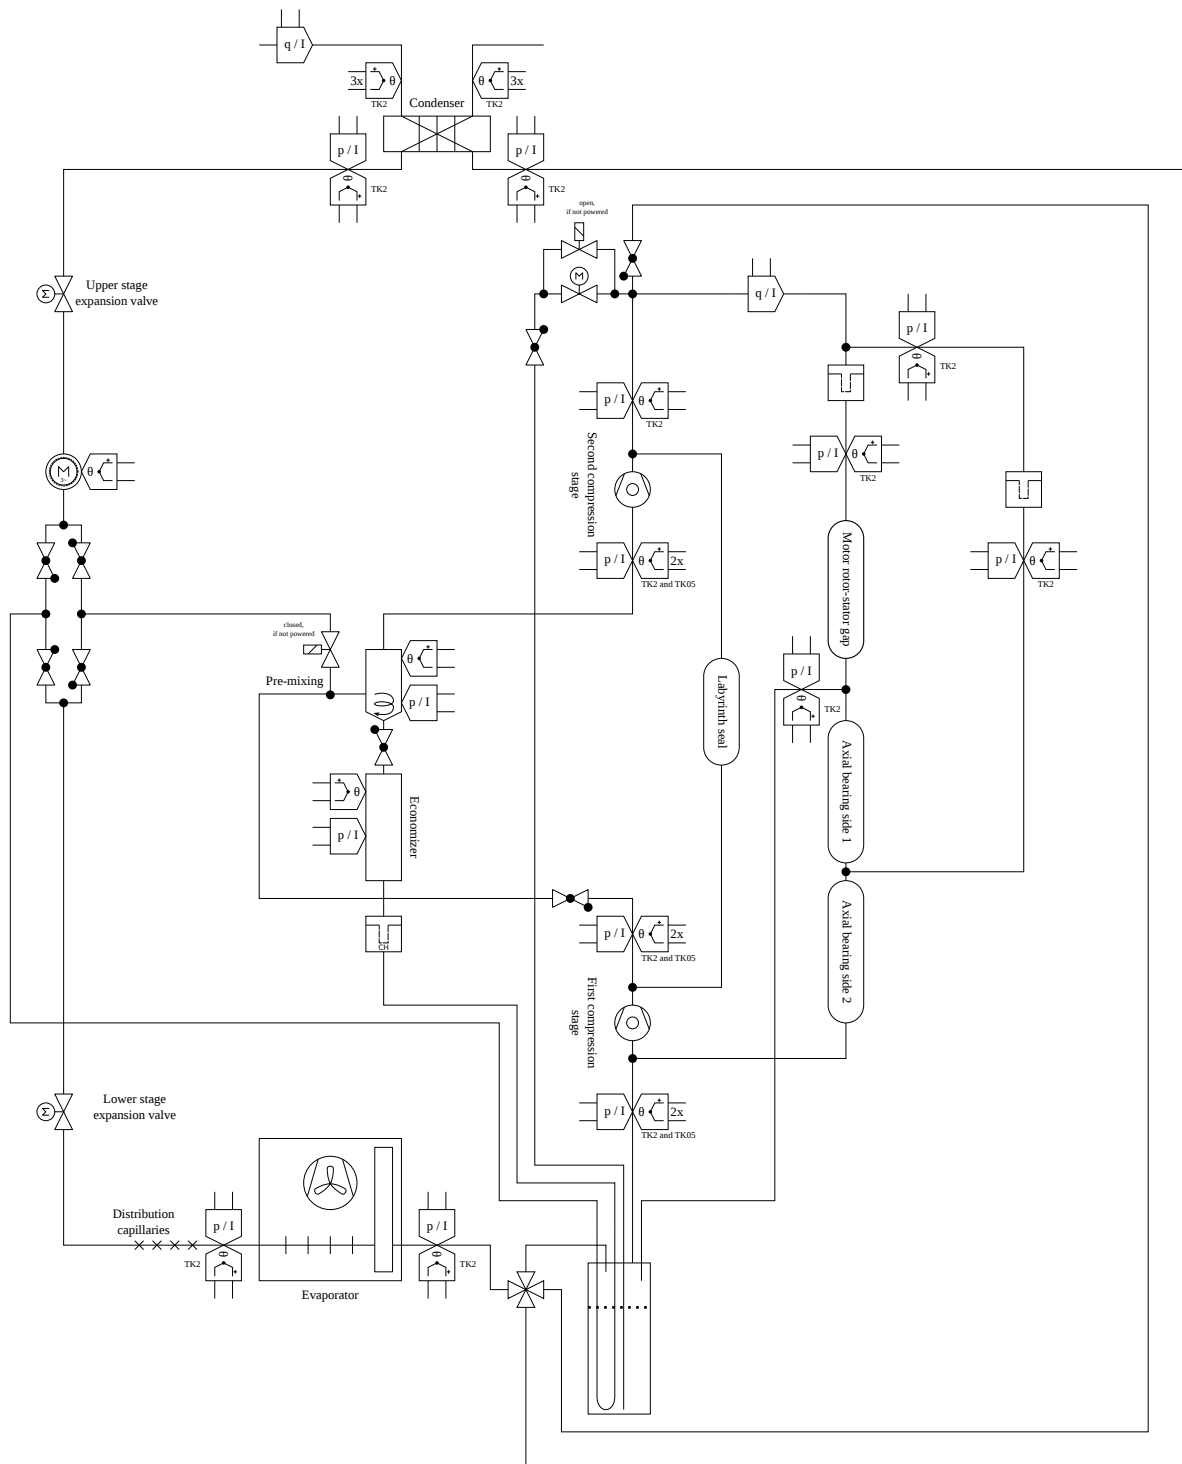 q / I
3x
θ
θ
3x
TK2
TK2
Condenser
p / I
θ
TK2
p / I
θ
TK2
open,
if not powered
M
Upper stage
expansion valve
Σ
q / I
p / I
θ
TK2
p / I
θ
TK2
Second compression
stage
p / I
θ
TK2
M
3~
θ
p / I
θ
2x
TK2 and TK05
Motor rotor-stator gap
p / I
θ
TK2
closed,
if not powered
Pre-mixing
θ
p / I
Labyrinth seal
p / I
θ
TK2
θ
p / I
Economizer
Axial bearing side 1
CH
p / I
θ
2x
TK2 and TK05
Axial bearing side 2
First compression
stage
Σ
Lower stage
expansion valve
p / I
θ
2x
TK2 and TK05
Distribution
capillaries
p / I
θ
TK2
p / I
θ
TK2
Evaporator